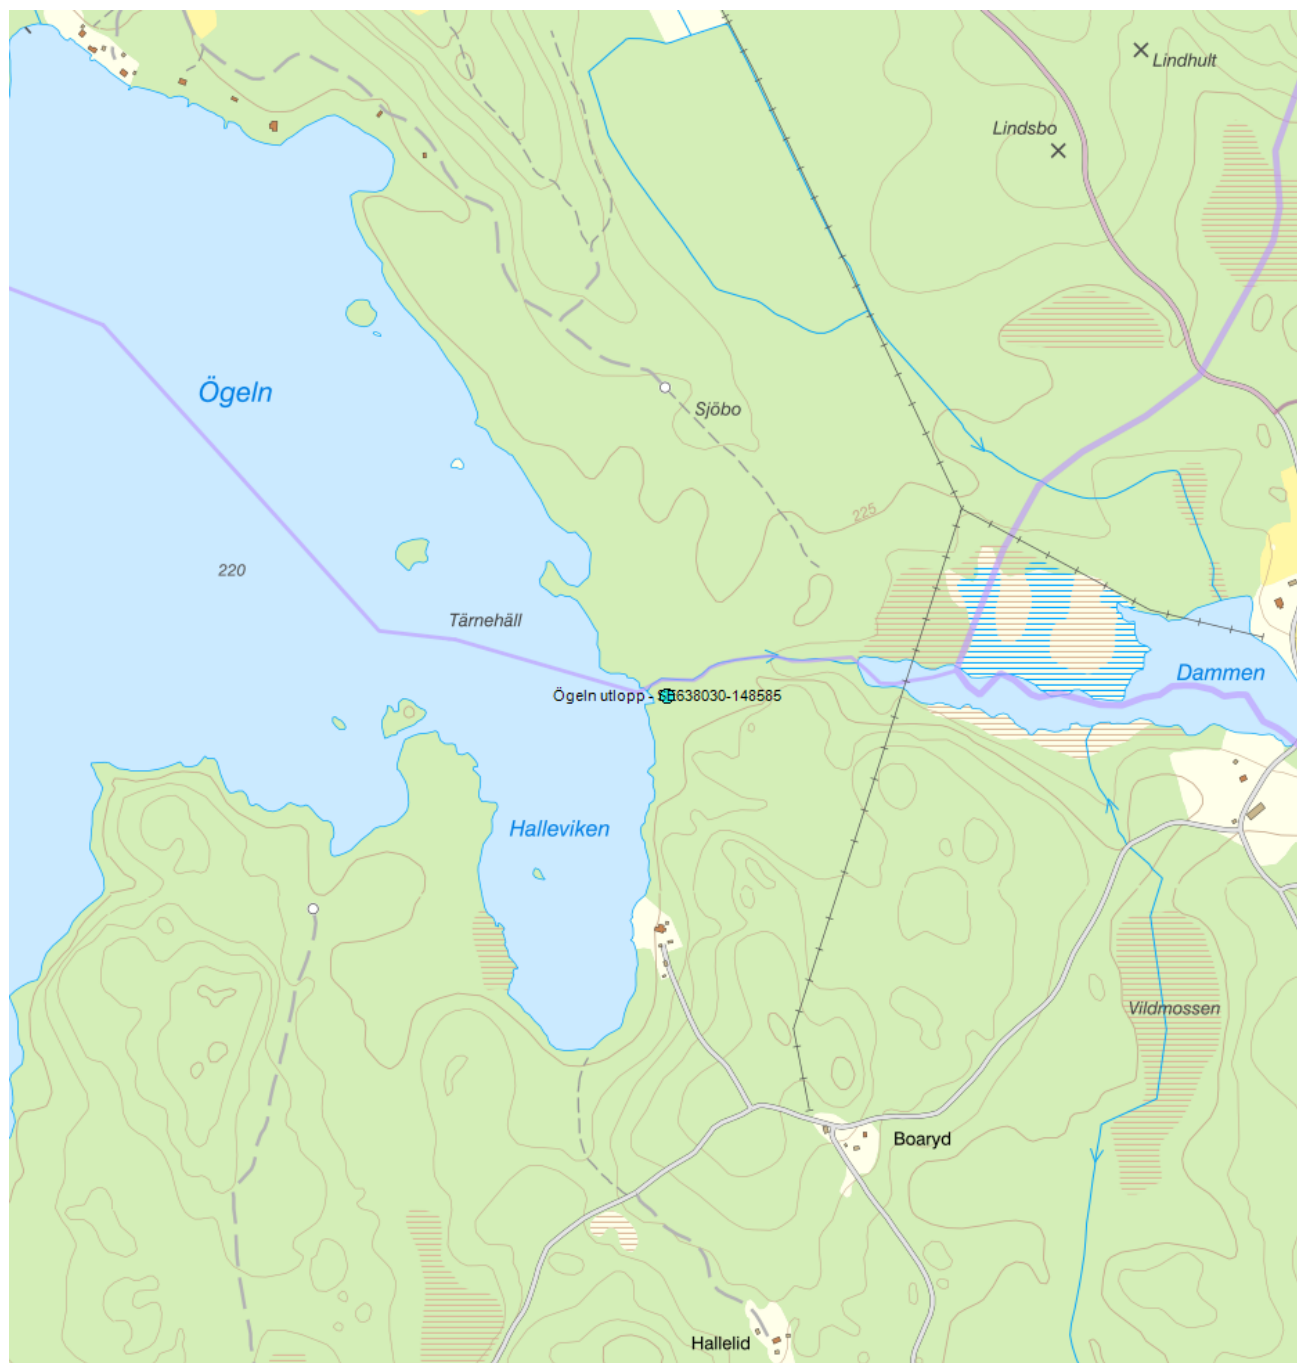 Lindhult
Lindsbo
Ögeln
Sjöbo
225
220
Tärnehäll
Dammen
Ögeln utlopp - SE638030-148585
Halleviken
Vildmossen
Boaryd
Hallelid